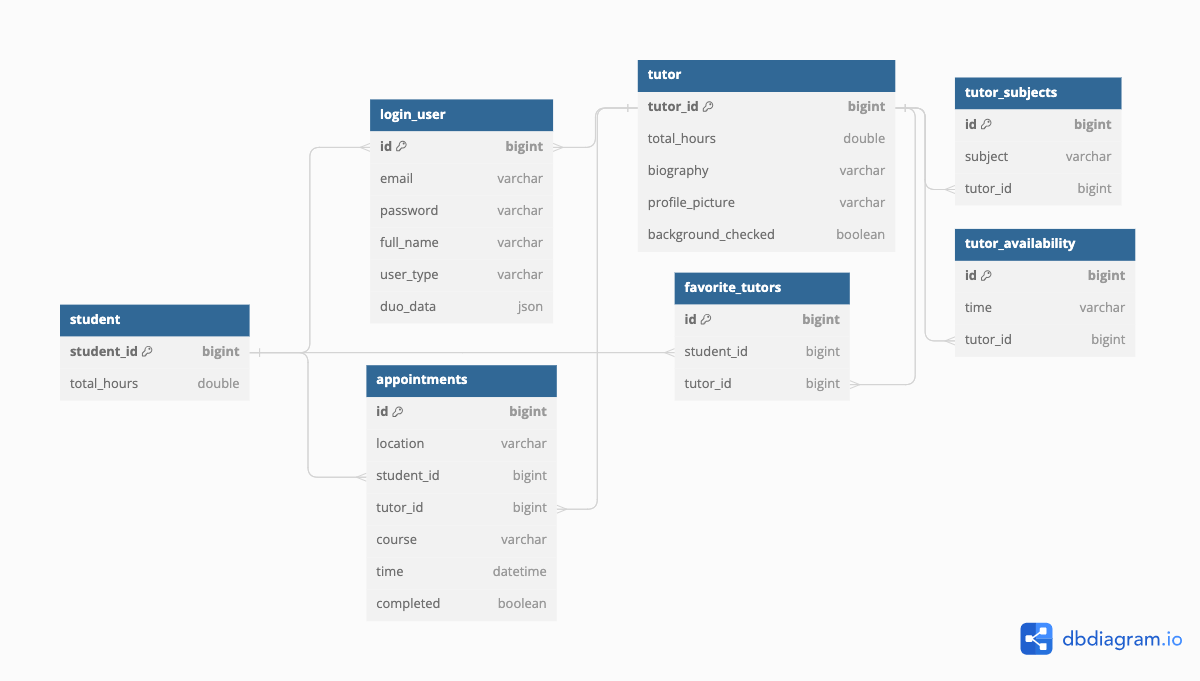 login_user
id bigint
email varchar
password varchar
full_name varchar
user_type varchar
duo_data json
tutor
tutor_id bigint
total_hours double
biography varchar
profile_picture varchar
background_checked boolean
tutor_subjects
id bigint
subject varchar
tutor_id bigint
tutor_availability
id bigint
time varchar
tutor_id bigint
favorite_tutors
id bigint
student_id bigint
tutor_id bigint
student
student_id bigint
total_hours double
appointments
id bigint
location varchar
student_id bigint
tutor_id bigint
course varchar
time datetime
completed boolean
dbdiagram.io